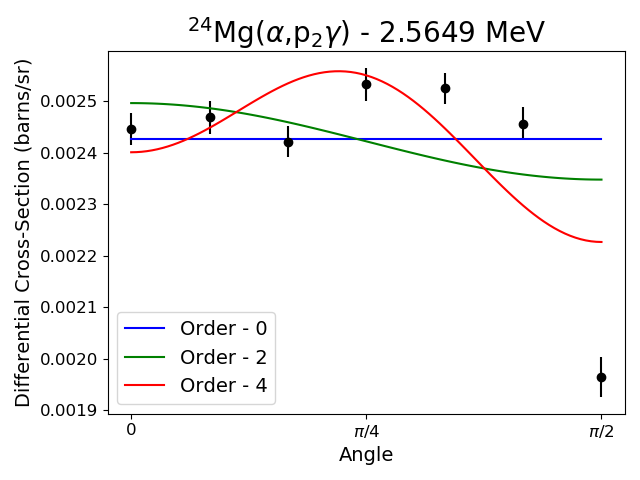 ²⁴Mg(α,p₂γ) - 2.5649 MeV
Differential Cross-Section (barns/sr)
0.0025
0.0024
0.0023
0.0022
0.0021
0.0020
0.0019
Order - 0
Order - 2
Order - 4
0
π/4
π/2
Angle